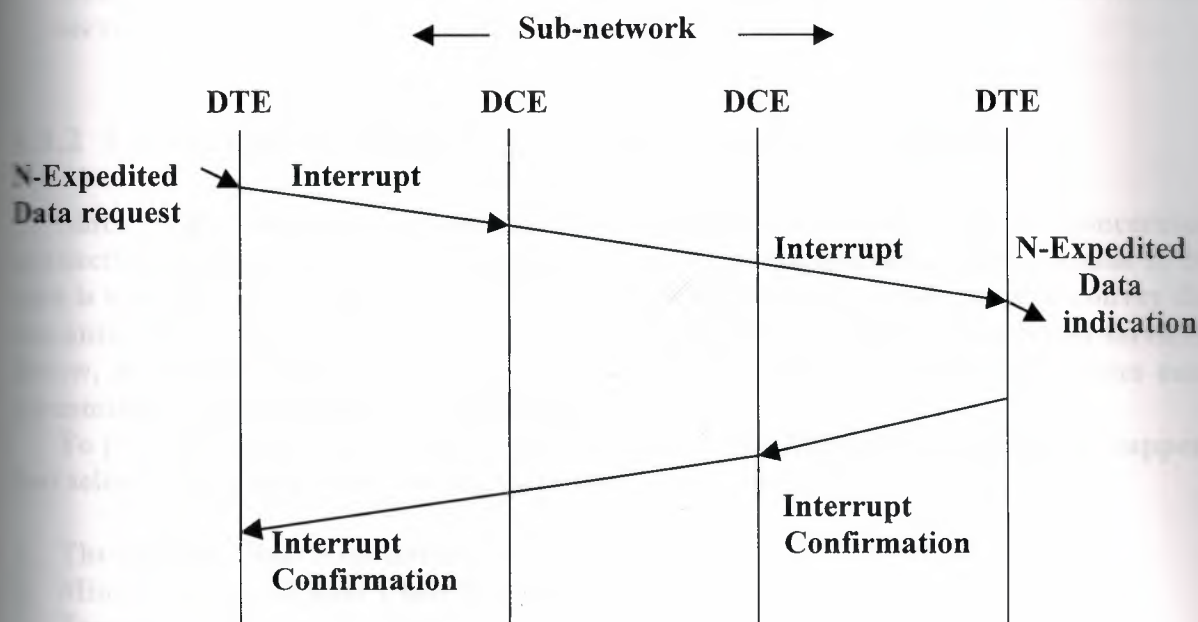 Sub-network
DTE DCE DCE DTE
N-Expedited
Data request
Interrupt
Interrupt
N-Expedited
Data
indication
Interrupt
Confirmation
Interrupt
Confirmation